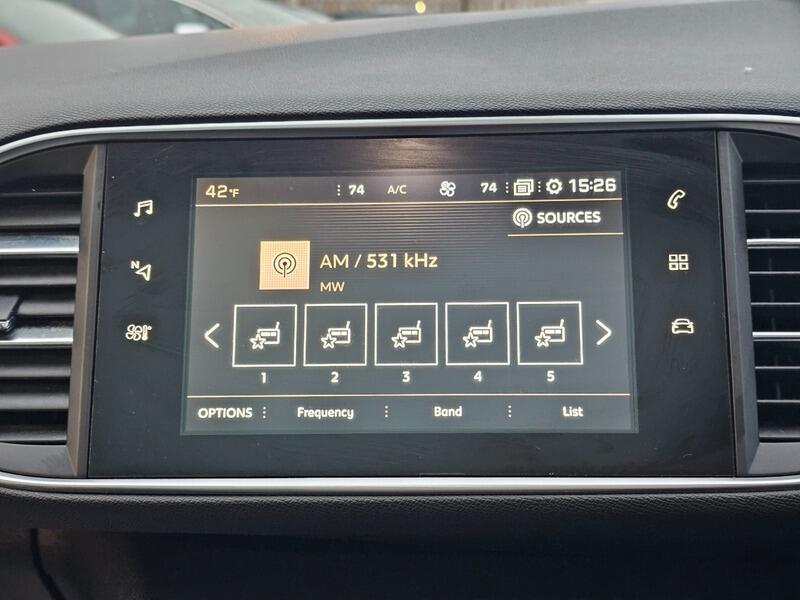 42°F 74 A/C 74 15:26
SOURCES
N
AM / 531 kHz
MW
1 2 3 4 5
OPTIONS Frequency Band List